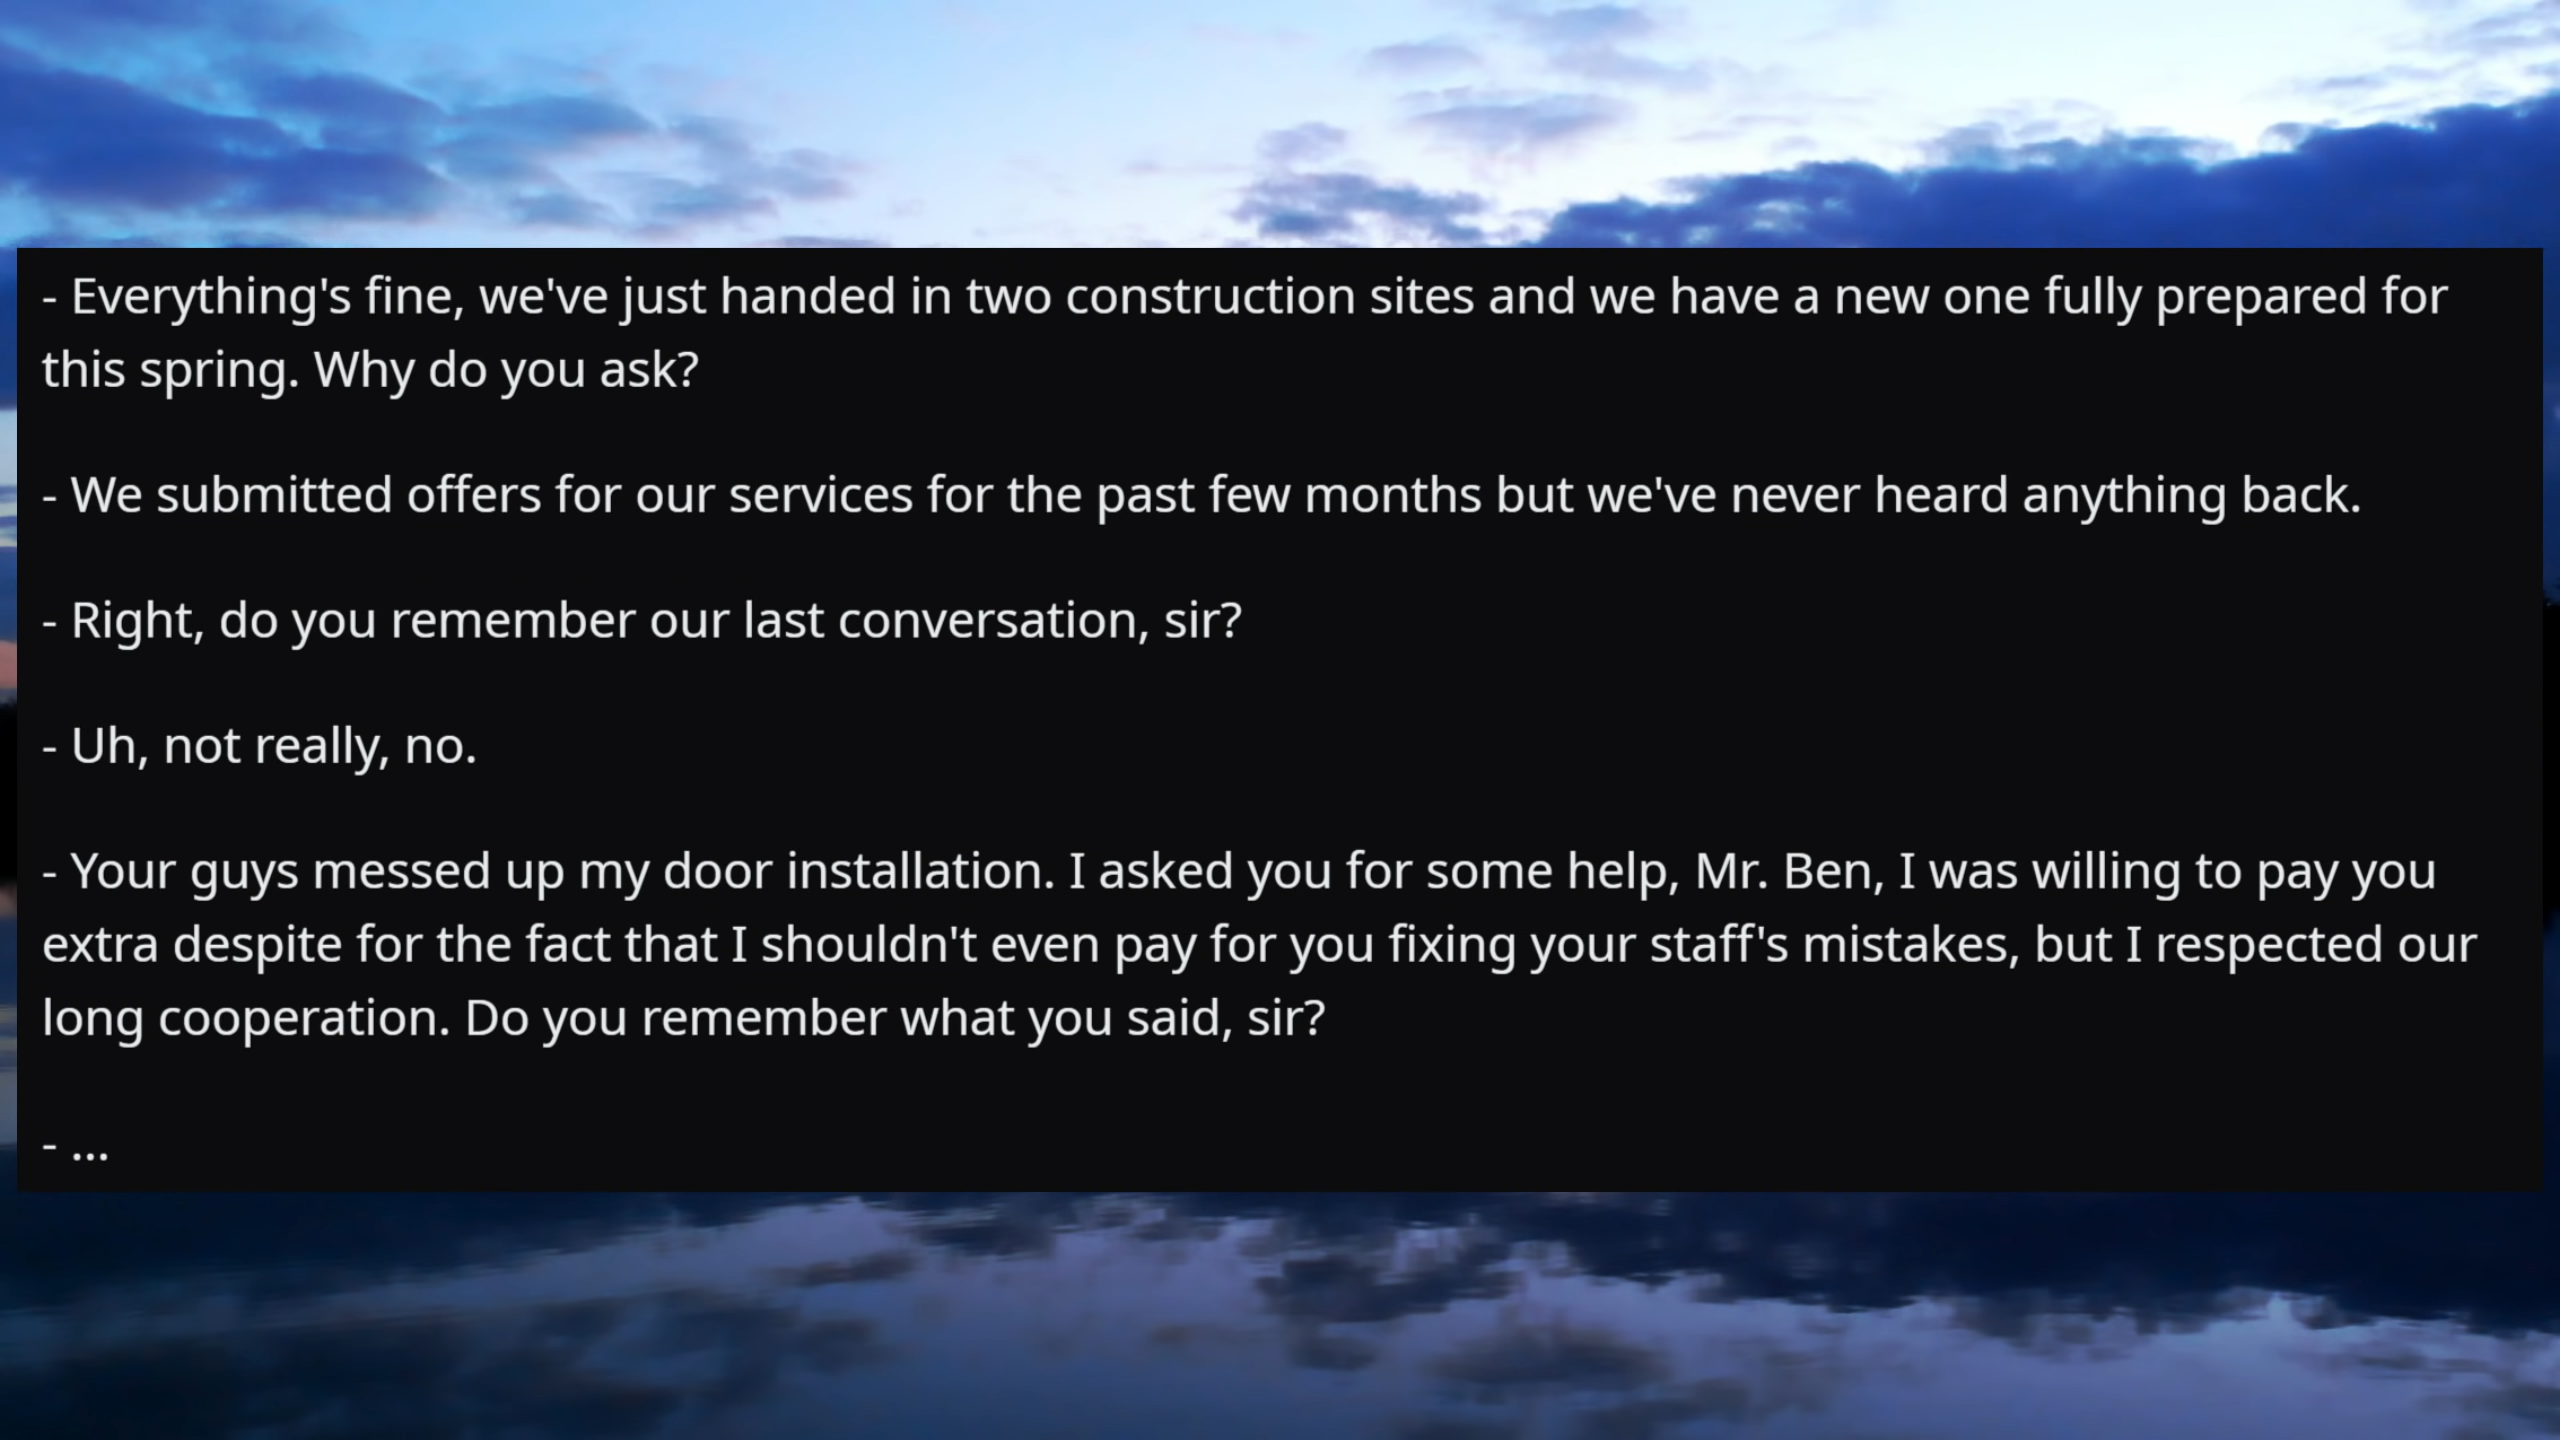 - Everything's fine, we've just handed in two construction sites and we have a new one fully prepared for
this spring. Why do you ask?
- We submitted offers for our services for the past few months but we've never heard anything back.
- Right, do you remember our last conversation, sir?
- Uh, not really, no.
- Your guys messed up my door installation. I asked you for some help, Mr. Ben, I was willing to pay you
extra despite for the fact that I shouldn't even pay for you fixing your staff's mistakes, but I respected our
long cooperation. Do you remember what you said, sir?
- ...